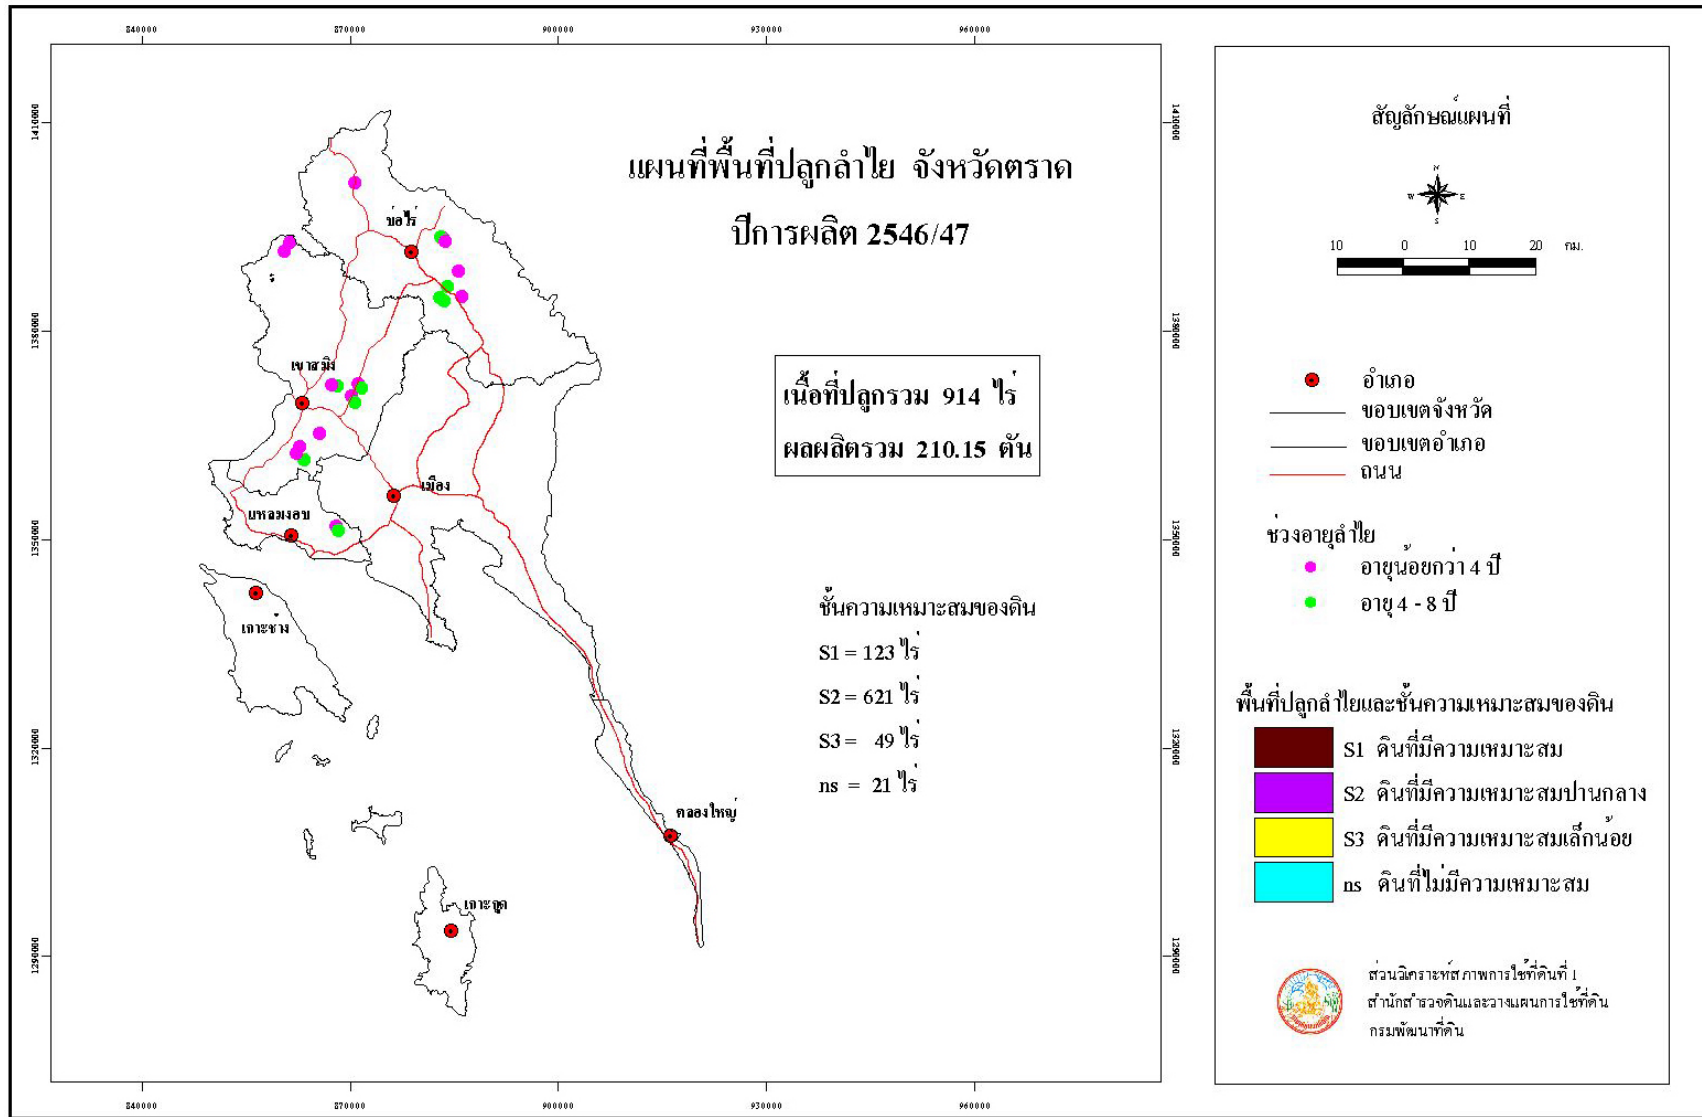 840000 870000 900000 930000 960000
1410000 1410000
1380000 1380000
1350000 1350000
1320000 1320000
1290000 1290000
แผนที่พื้นที่ปลูกลำไย จังหวัดตราด
ปีการผลิต 2546/47
บ่อไร่
เขาสมิง
เมือง
แหลมงอบ
เกาะช้าง
คลองใหญ่
เกาะกูด
เนื้อที่ปลูกรวม 914 ไร่
ผลผลิตรวม 210.15 ตัน
ชั้นความเหมาะสมของดิน
S1 = 123 ไร่
S2 = 621 ไร่
S3 = 49 ไร่
ns = 21 ไร่
840000 870000 900000 930000 960000
สัญลักษณ์แผนที่
N
W E
S
10 0 10 20 กม.
อำเภอ
ขอบเขตจังหวัด
ขอบเขตอำเภอ
ถนน
ช่วงอายุลำไย
อายุน้อยกว่า 4 ปี
อายุ 4 - 8 ปี
พื้นที่ปลูกลำไยและชั้นความเหมาะสมของดิน
S1 ดินที่มีความเหมาะสม
S2 ดินที่มีความเหมาะสมปานกลาง
S3 ดินที่มีความเหมาะสมเล็กน้อย
ns ดินที่ไม่มีความเหมาะสม
ส่วนวิเคราะห์สภาพการใช้ที่ดินที่ 1
สำนักสำรวจดินและวางแผนการใช้ที่ดิน
กรมพัฒนาที่ดิน